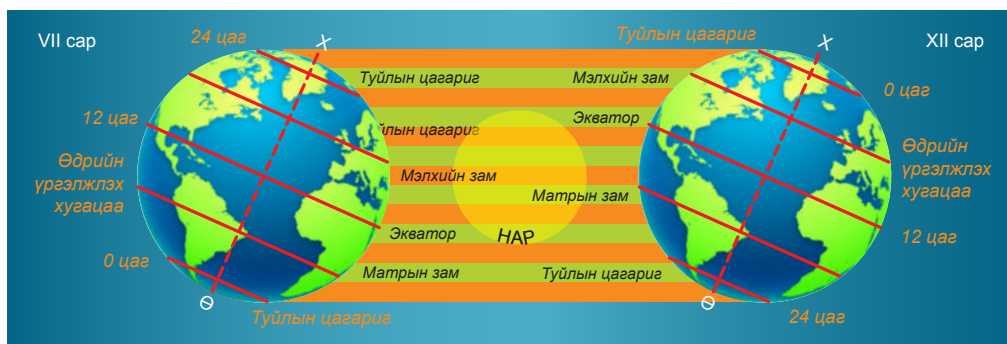 VII сар
24 цаг
Х
Туйлын цагариг
12 цаг
йлын цагариг
Мэлхийн зам
Өдрийн
үргэлжлэх
хугацаа
Экватор
0 цаг
Матрын зам
Ө
Туйлын цагариг
НАР
Туйлын цагариг
Х
XII сар
Мэлхийн зам
0 цаг
Экватор
Өдрийн
үргэлжлэх
хугацаа
Матрын зам
12 цаг
Туйлын цагариг
Ө
24 цаг